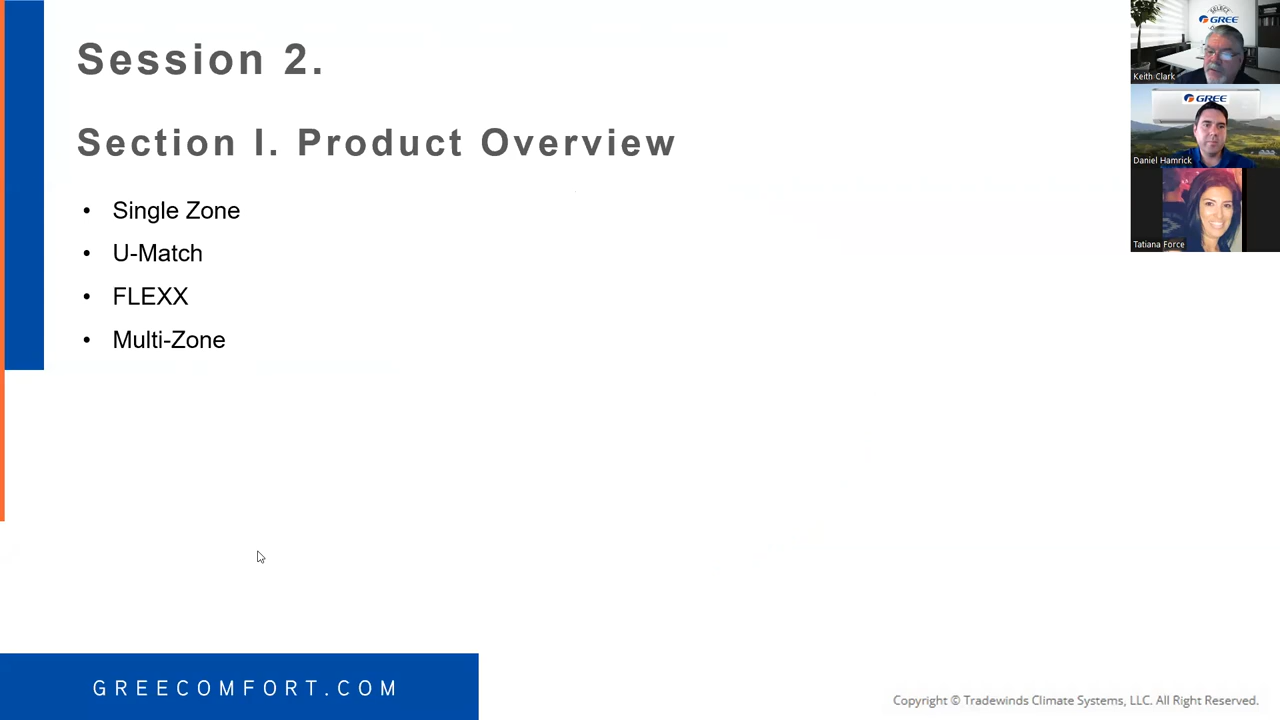 Session 2.
Section I. Product Overview
• Single Zone
• U-Match
• FLEXX
• Multi-Zone
GREECOMFORT.COM
Copyright © Tradewinds Climate Systems, LLC. All Right Reserved.
SELECT
GREE
Keith Clark
GREE
Daniel Hamrick
Tatiana Force